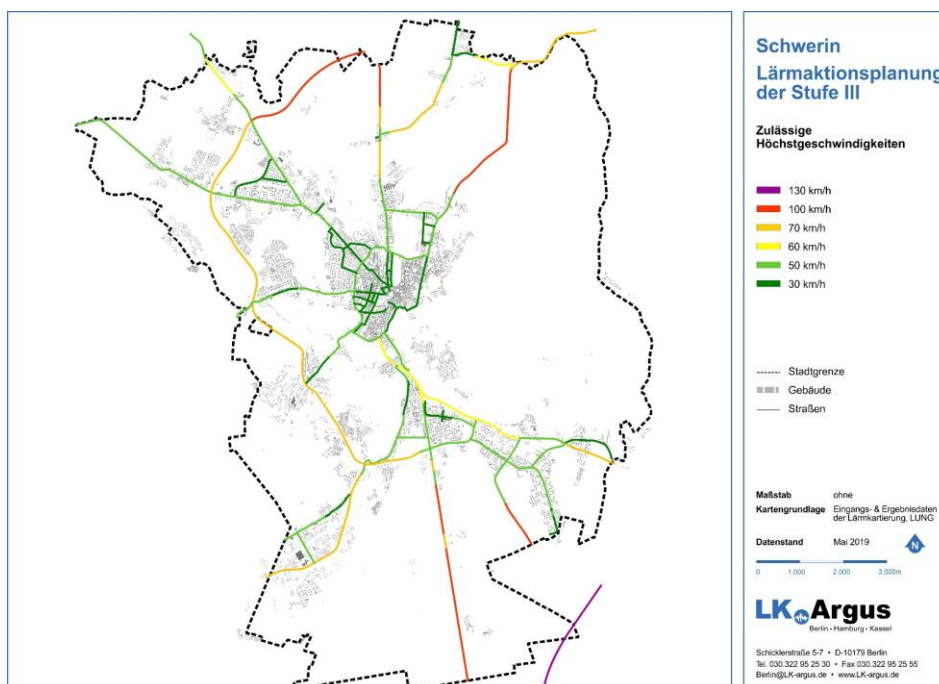 Schwerin
Lärmaktionsplanung
der Stufe III
Zulässige
Höchstgeschwindigkeiten
130 km/h
100 km/h
70 km/h
60 km/h
50 km/h
30 km/h
Stadtgrenze
Gebäude
Straßen
Maßstab ohne
Kartengrundlage Eingangs- & Ergebnisdaten
der Lärmkartierung, LUNG
Datenstand Mai 2019
N
0 1.000 2.000 3.000m
LK Argus
Berlin • Hamburg • Kassel
Schicklerstraße 5-7 • D-10179 Berlin
Tel. 030.322 95 25 30 • Fax 030.322 95 25 55
Berlin@LK-argus.de • www.LK-argus.de